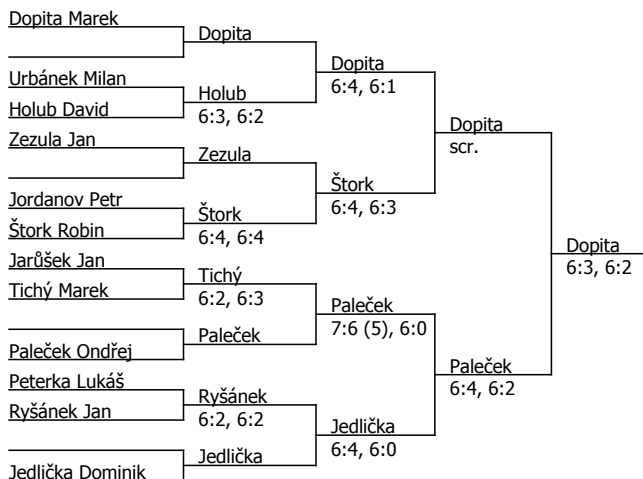 Dopita Marek
Dopita
Dopita
6:4, 6:1
Urbánek Milan
Holub
6:3, 6:2
Holub David
Dopita
scr.
Zezula Jan
Zezula
Štork
6:4, 6:3
Jordanov Petr
Štork
6:4, 6:4
Štork Robin
Dopita
6:3, 6:2
Jarůšek Jan
Tichý
6:2, 6:3
Tichý Marek
Paleček
7:6 (5), 6:0
Paleček
Paleček Ondřej
Paleček
6:4, 6:2
Peterka Lukáš
Ryšánek
6:2, 6:2
Ryšánek Jan
Jedlička
6:4, 6:0
Jedlička
Jedlička Dominik